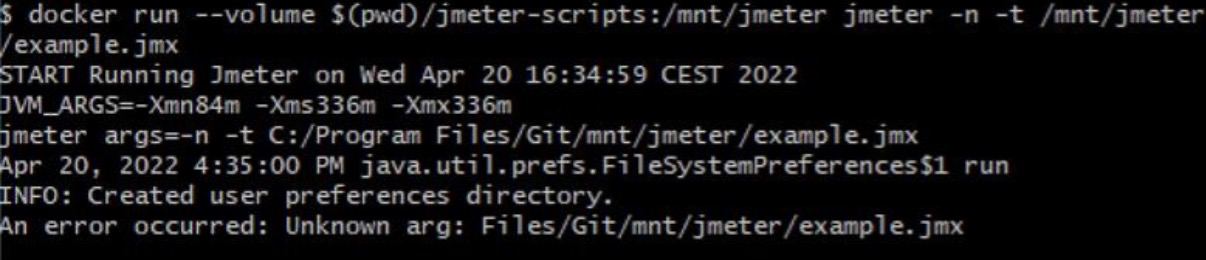 $ docker run --volume $(pwd)/jmeter-scripts:/mnt/jmeter jmeter -n -t /mnt/jmeter
/example.jmx
START Running Jmeter on Wed Apr 20 16:34:59 CEST 2022
JVM_ARGS=-Xmn84m -Xms336m -Xmx336m
jmeter args=-n -t C:/Program Files/Git/mnt/jmeter/example.jmx
Apr 20, 2022 4:35:00 PM java.util.prefs.FileSystemPreferences$1 run
INFO: Created user preferences directory.
An error occurred: Unknown arg: Files/Git/mnt/jmeter/example.jmx